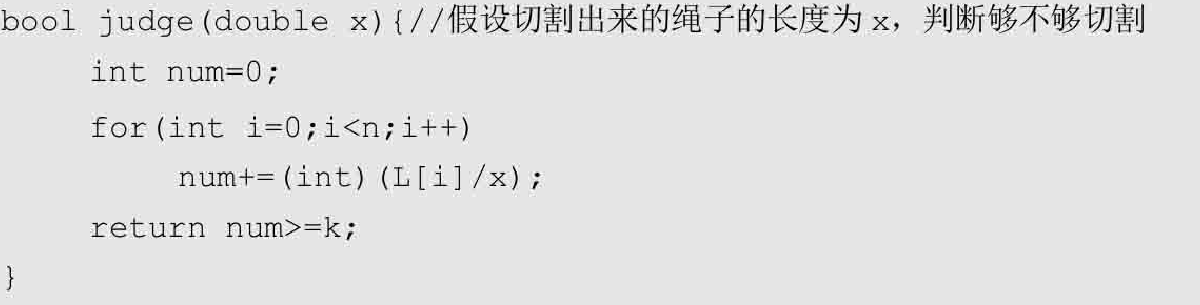 bool judge(double x){//假设切割出来的绳子的长度为x，判断够不够切割
int num=0;
for(int i=0;i<n;i++)
num+=(int)(L[i]/x);
return num>=k;
}